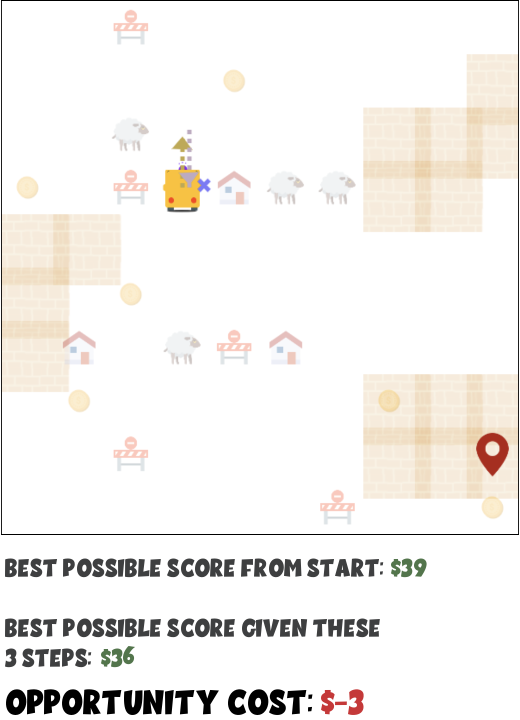 BEST POSSIBLE SCORE FROM START: $39
BEST POSSIBLE SCORE GIVEN THESE
3 STEPS: $36
OPPORTUNITY COST: $-3